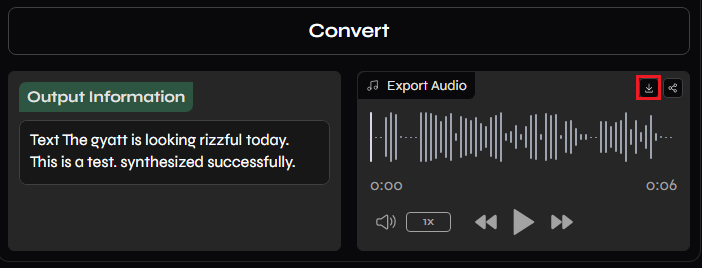 Convert
Output Information
Text The gyatt is looking rizzful today.
This is a test. synthesized successfully.
Export Audio
0:00
0:06
1X